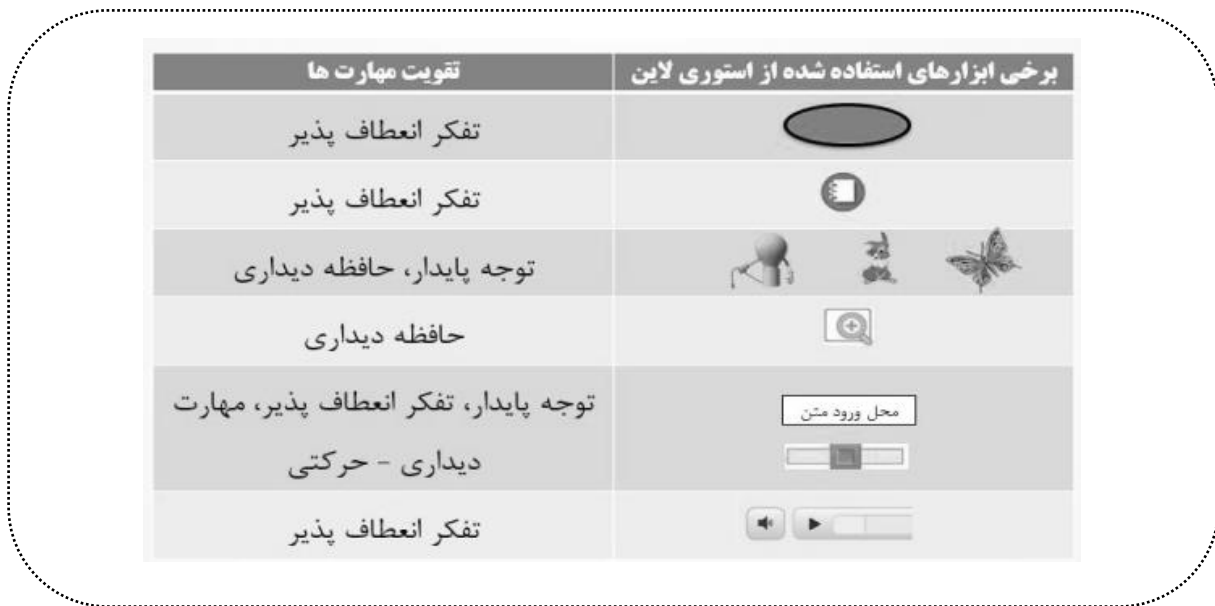 برخی ابزارهای استفاده شده از استوری لاین
تقویت مهارت ها
تفکر انعطاف پذیر
تفکر انعطاف پذیر
توجه پایدار، حافظه دیداری
حافظه دیداری
محل ورود متن
توجه پایدار، تفکر انعطاف پذیر، مهارت
دیداری - حرکتی
تفکر انعطاف پذیر